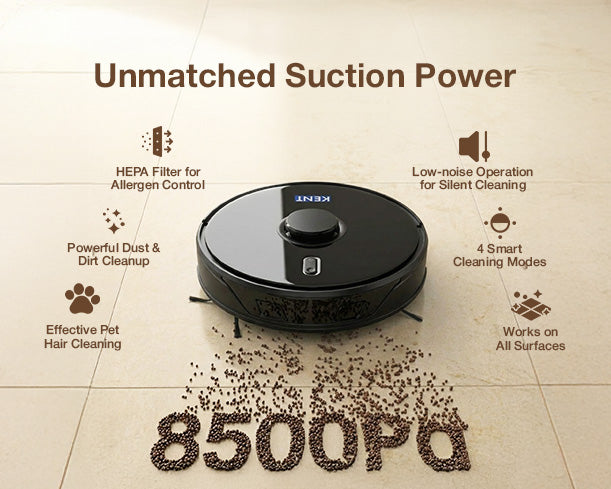 Unmatched Suction Power
HEPA Filter for
Allergen Control
Low-noise Operation
for Silent Cleaning
KENT
Powerful Dust &
Dirt Cleanup
4 Smart
Cleaning Modes
Effective Pet
Hair Cleaning
Works on
All Surfaces
8500Pa